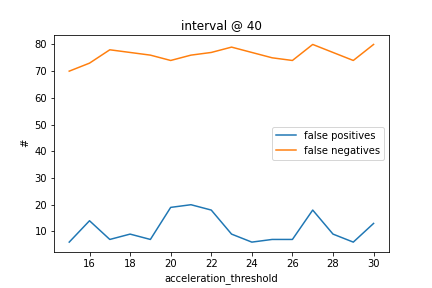 interval @ 40
80
70
60
50
40
30
20
10
#
false positives
false negatives
16 18 20 22 24 26 28 30
acceleration_threshold